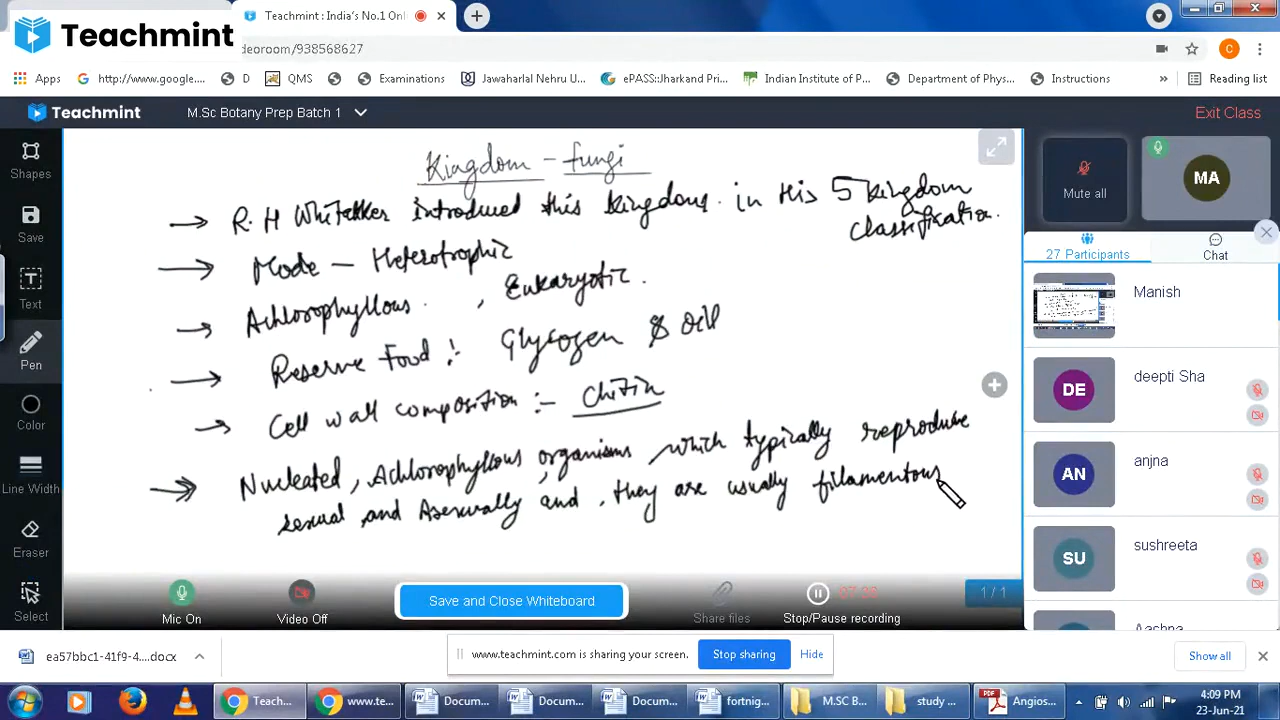 Teachmint : India's No.1 Onl
Teachmint
deoroom/938568627
Apps
http://www.google....
D
QMS
Examinations
Jawaharlal Nehru U...
ePASS::Jharkand Pri...
Indian Institute of P...
Department of Phys...
Instructions
»
Reading list
Teachmint
M.Sc Botany Prep Batch 1
Exit Class
Shapes
Save
Text
Pen
Color
Line Width
Eraser
Select
Kingdom - fungi
→ R. H Whittaker introduced this kingdom. in His 5 kingdom
classification.
→ Mode — Heterotrophic
→ Achlorophyllous . , Eukaryotic.
→ Reserve Food :- Glycogen & Oil
→ Cell wall composition :- Chitin
→ Nucleated, Achlorophyllous organisms, which typically reproduce
sexual and Asexually and, they are usually filamentous
Mute all
MA
27 Participants
Chat
Manish
DE
deepti Sha
AN
anjna
SU
sushreeta
Aashna
Mic On
Video Off
Save and Close Whiteboard
Share files
Stop/Pause recording
1 / 1
ea57bbc1-41f9-4....docx
www.teachmint.com is sharing your screen.
Stop sharing
Hide
Show all
Teach...
www.te...
Docum...
Docum...
Docum...
fortnig...
M.SC B...
study ...
Angios...
4:09 PM
23-Jun-21